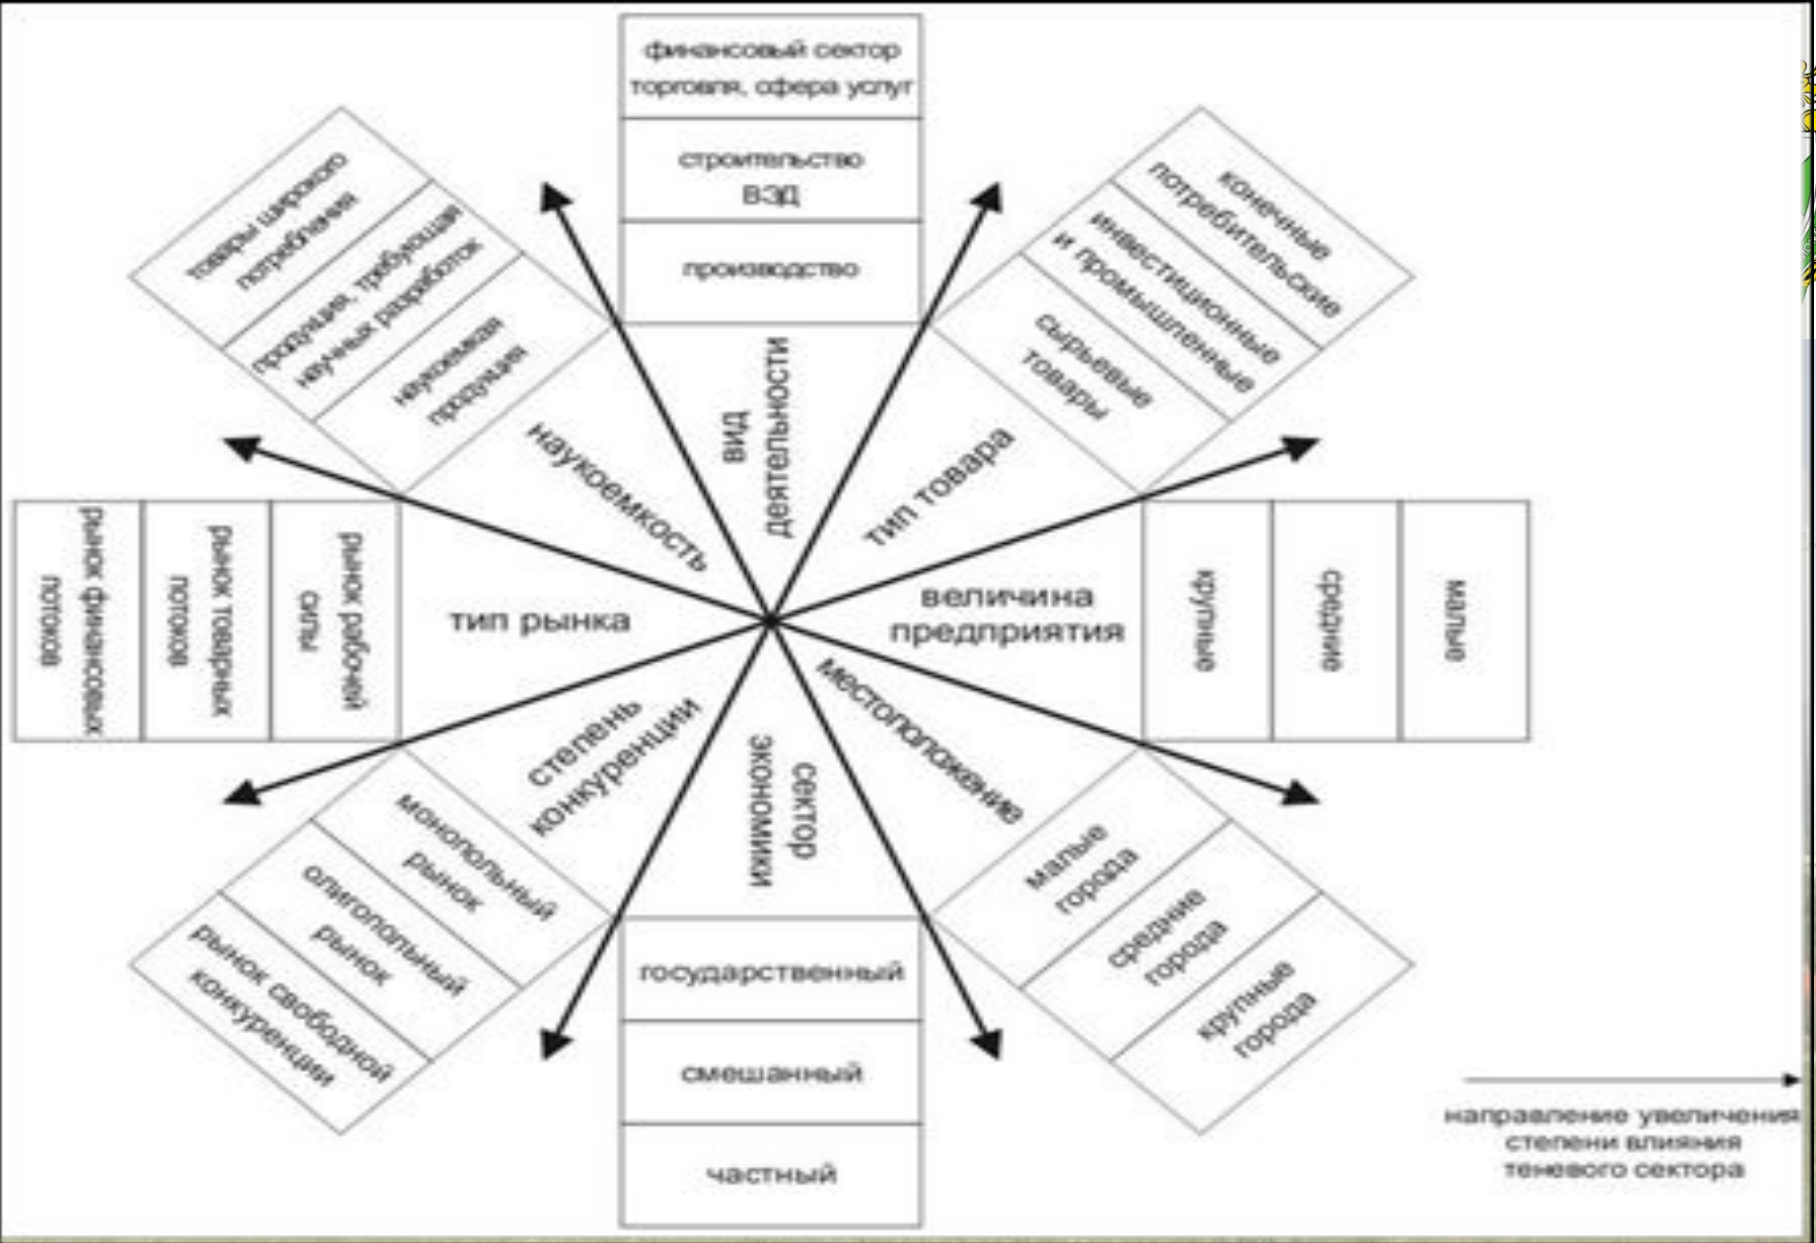 финансовый сектор
торговля, сфера услуг
строительство
ВЭД
производство
вид
деятельности
конечные
потребительские
инвестиционные
и промышленные
сырьевые
товары
тип товара
величина
предприятия
крупные
средние
малые
местоположение
малые
города
средние
города
крупные
города
сектор
экономики
государственный
смешанный
частный
степень
конкуренции
монопольный
рынок
олигопольный
рынок
рынок свободной
конкуренции
тип рынка
рынок рабочей
силы
рынок товарных
потоков
рынок финансовых
потоков
наукоемкость
наукоемкая
продукция
продукция, требующая
научных разработок
товары широкого
потребления
направление увеличения
степени влияния
теневого сектора